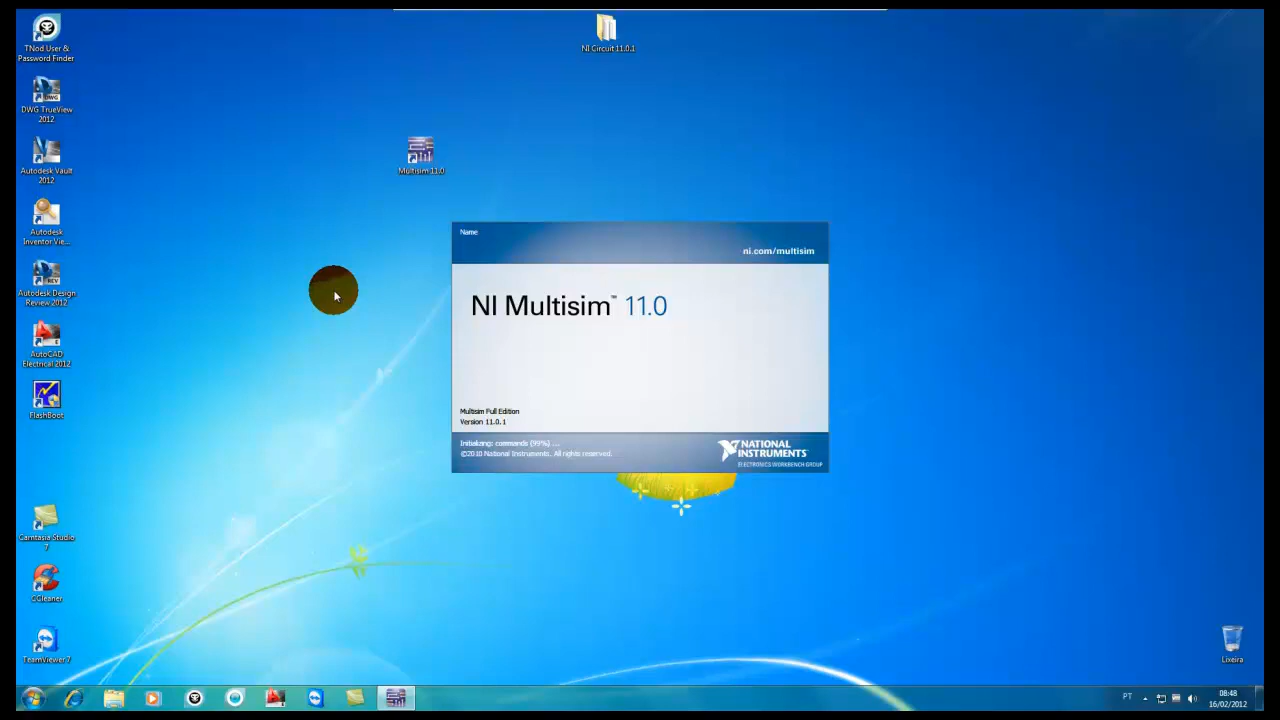 TNod User &
Password Finder
DWG TrueView
2012
Autodesk Vault
2012
Autodesk
Inventor Vie...
Autodesk Design
Review 2012
AutoCAD
Electrical 2012
FlashBoot
Camtasia Studio
7
CCleaner
TeamViewer 7
NI Circuit 11.0.1
Multisim 11.0
Name
ni.com/multisim
NI Multisim™ 11.0
Multisim Full Edition
Version 11.0.1
Initializing: commands (99%) ...
©2010 National Instruments. All rights reserved.
NATIONAL
INSTRUMENTS™
ELECTRONICS WORKBENCH GROUP
Lixeira
PT
08:48
16/02/2012